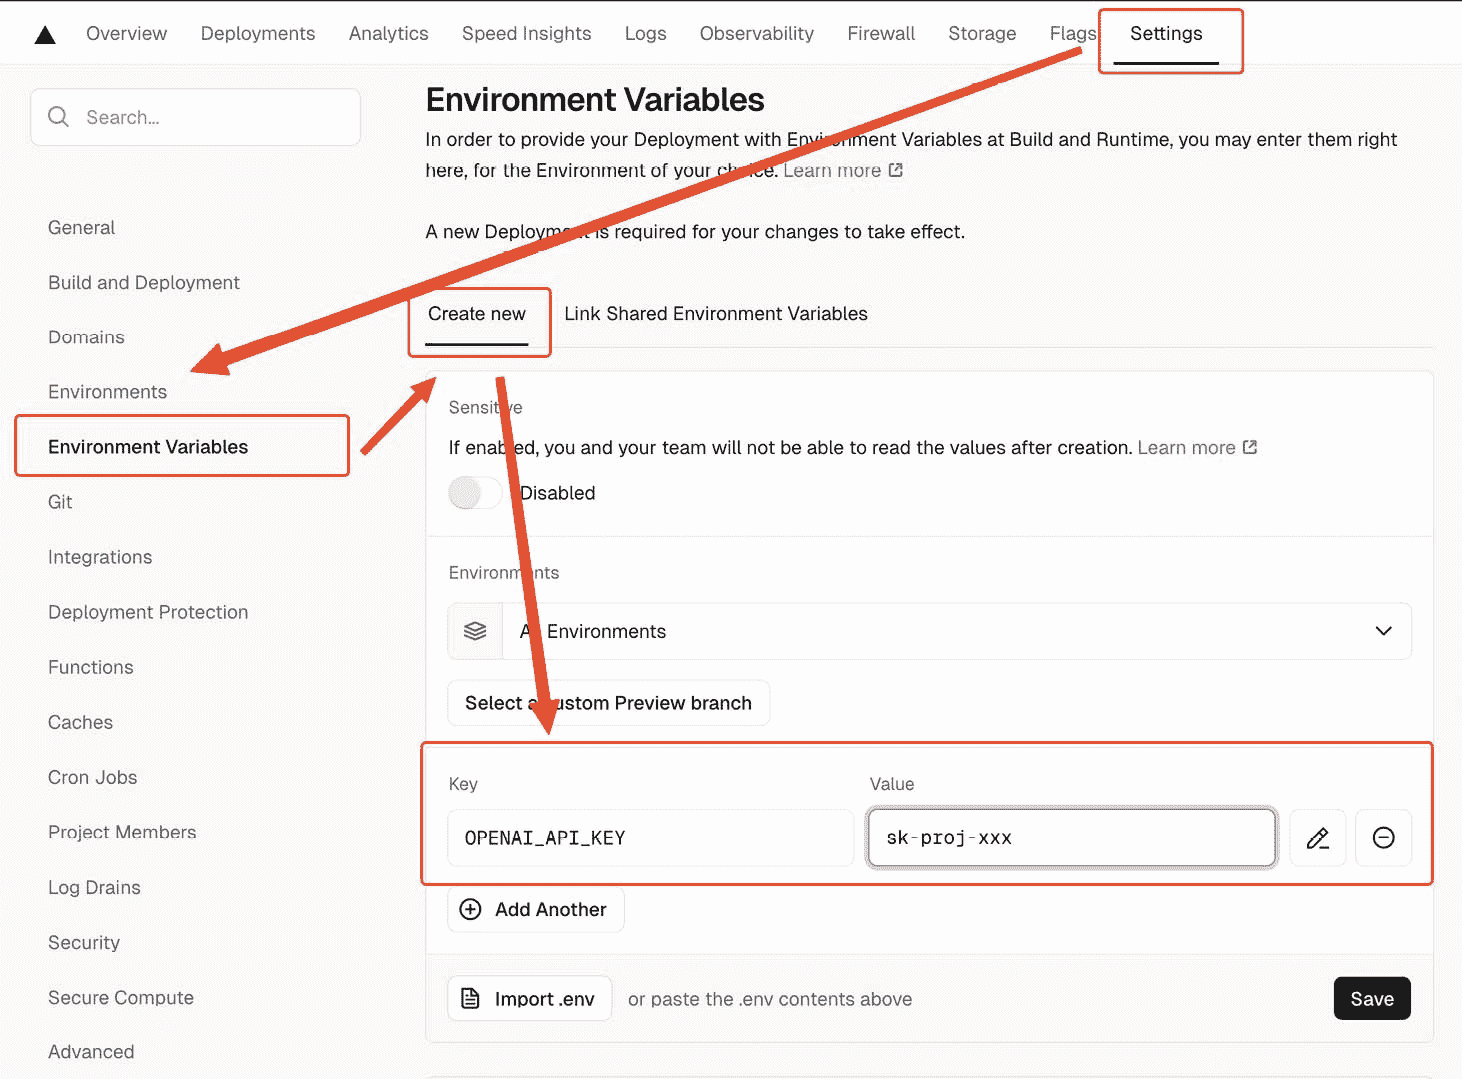 Overview Deployments Analytics Speed Insights Logs Observability Firewall Storage Flags Settings
Search...
General
Build and Deployment
Domains
Environments
Environment Variables
Git
Integrations
Deployment Protection
Functions
Caches
Cron Jobs
Project Members
Log Drains
Security
Secure Compute
Advanced
Environment Variables
In order to provide your Deployment with Environment Variables at Build and Runtime, you may enter them right
here, for the Environment of your choice. Learn more
A new Deployment is required for your changes to take effect.
Create new Link Shared Environment Variables
Sensitive
If enabled, you and your team will not be able to read the values after creation. Learn more
Disabled
Environments
All Environments
Select a custom Preview branch
Key Value
OPENAI_API_KEY sk-proj-xxx
Add Another
Import .env or paste the .env contents above Save